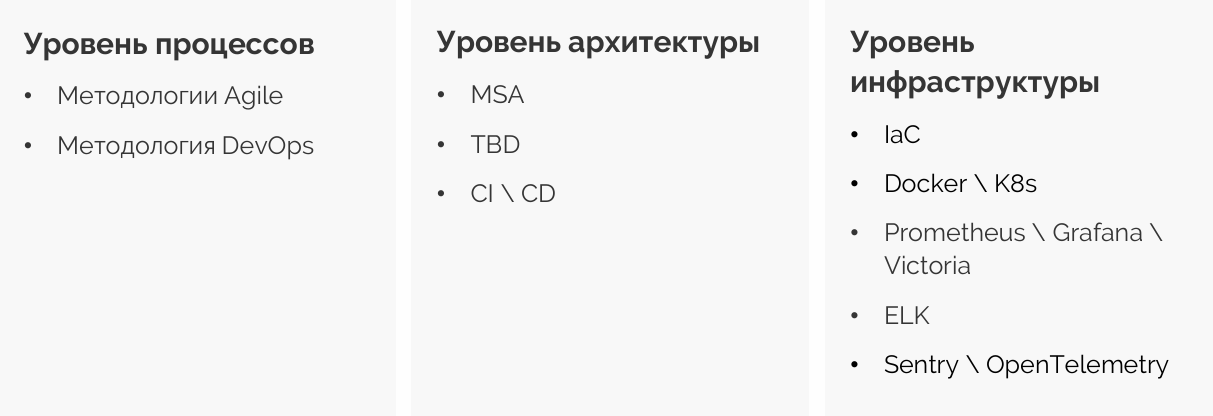 Уровень процессов
• Методологии Agile
• Методология DevOps
Уровень архитектуры
• MSA
• TBD
• CI \ CD
Уровень
инфраструктуры
• IaC
• Docker \ K8s
• Prometheus \ Grafana \
Victoria
• ELK
• Sentry \ OpenTelemetry